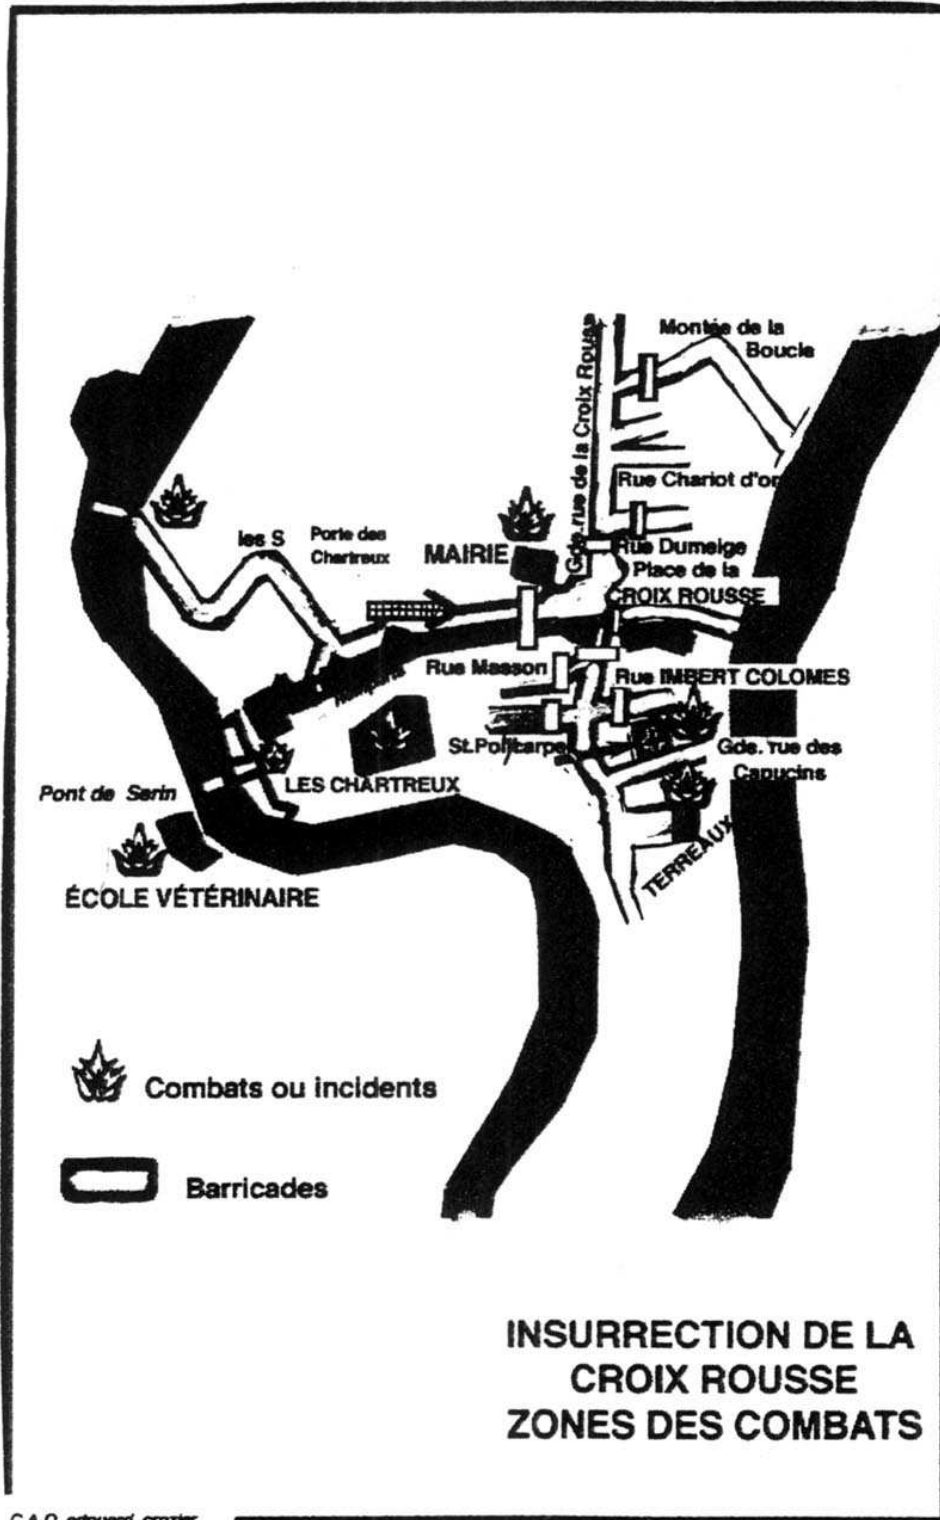 Montée de la
Boucle
Gde. rue de la Croix Rousse
Rue Chariot d'or
les S
Porte des
Chartreux
MAIRIE
Rue Dumeige
Place de la
CROIX ROUSSE
Rue Masson
Remparts
Rue IMBERT COLOMES
St.Policarpe
Gde. rue des
Capucins
LES CHARTREUX
Pont de Serin
TERREAUX
ÉCOLE VÉTÉRINAIRE
Combats ou incidents
Barricades
INSURRECTION DE LA
CROIX ROUSSE
ZONES DES COMBATS
C.A.O. edouard